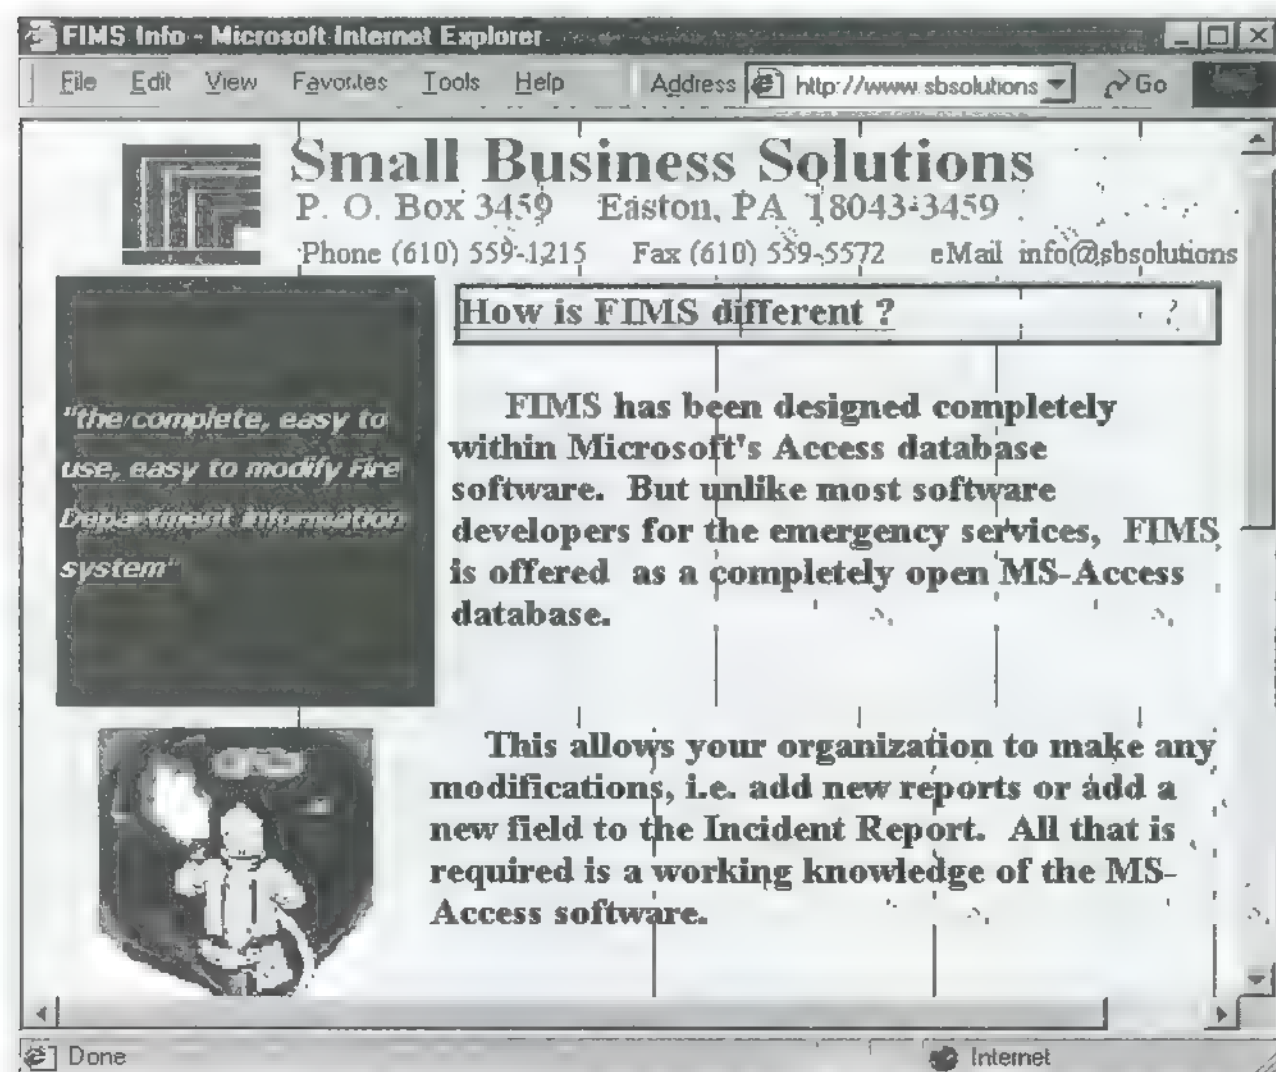 FIMS Info - Microsoft Internet Explorer
File Edit View Favorites Tools Help Address http://www.sbsolutions Go
Small Business Solutions
P. O. Box 3459 Easton, PA 18043-3459
Phone (610) 559-1215 Fax (610) 559-5572 eMail info@sbsolutions
How is FIMS different ?
"the complete, easy to
use, easy to modify Fire
Department Information
system"
FIMS has been designed completely
within Microsoft's Access database
software. But unlike most software
developers for the emergency services, FIMS
is offered as a completely open MS-Access
database.
This allows your organization to make any
modifications, i.e. add new reports or add a
new field to the Incident Report. All that is
required is a working knowledge of the MS-
Access software.
Done Internet